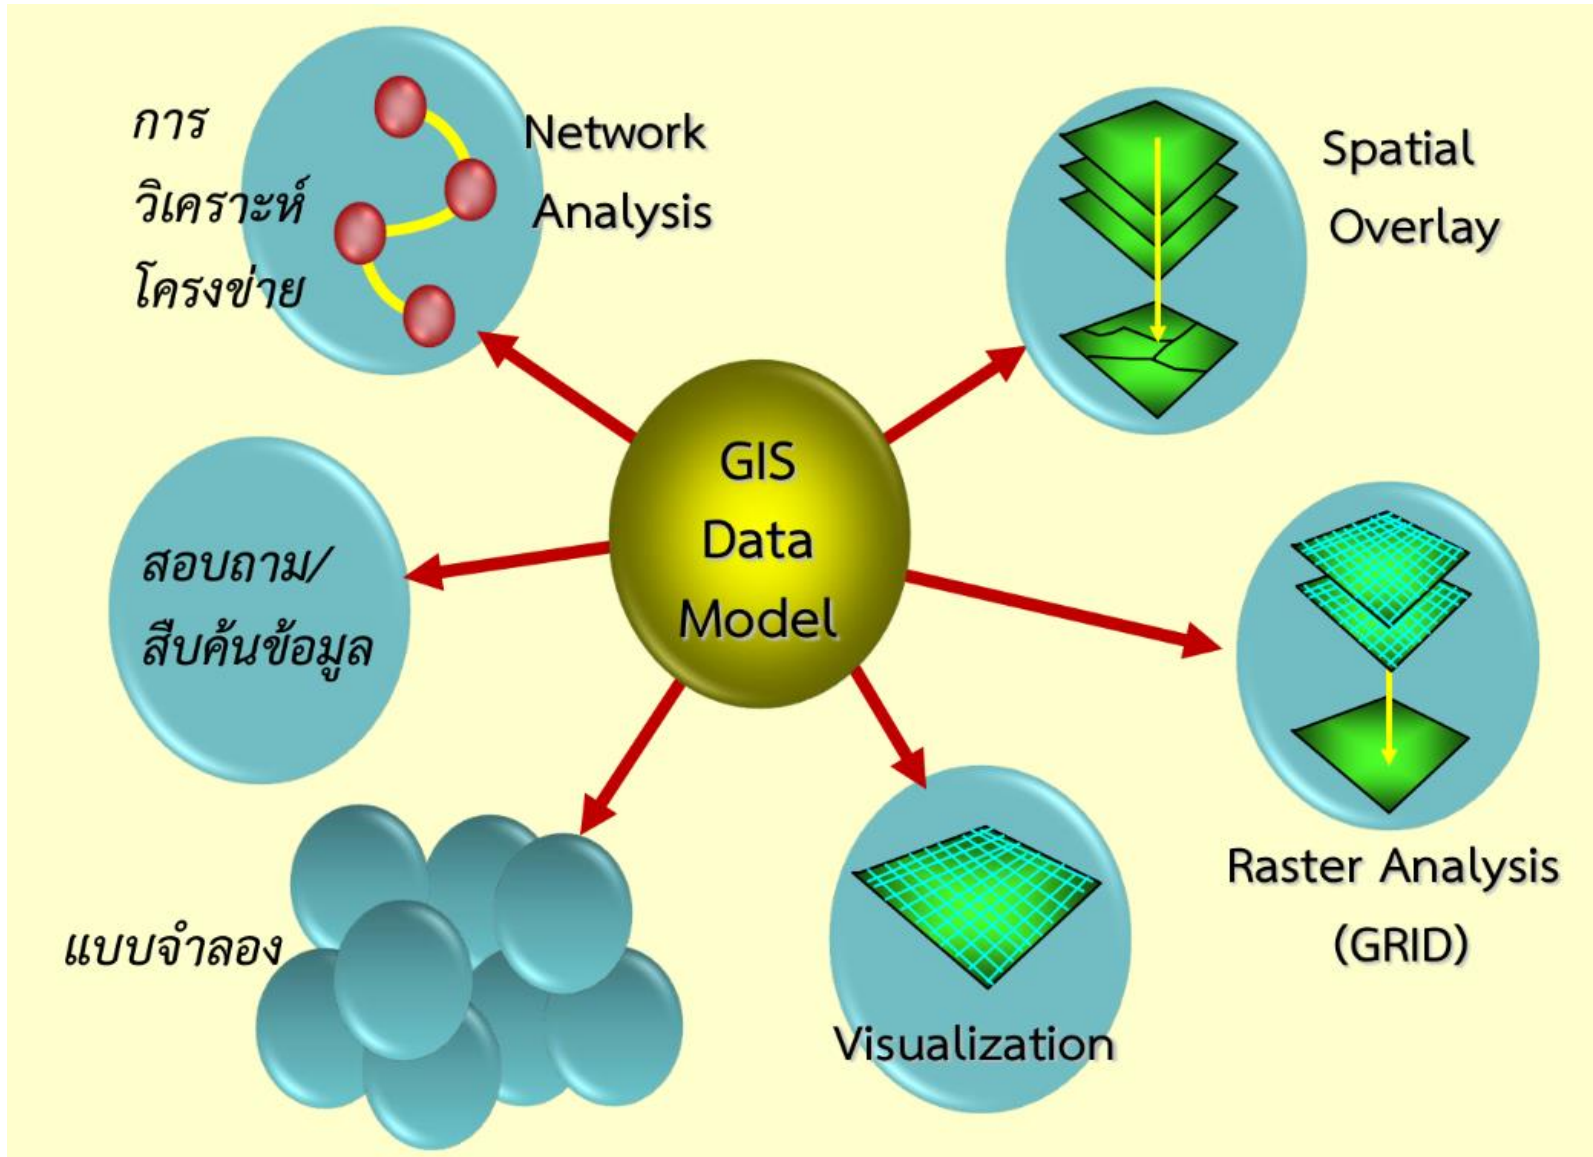 การ
วิเคราะห์
โครงข่าย
Network
Analysis
Spatial
Overlay
GIS
Data
Model
สอบถาม/
สืบค้นข้อมูล
แบบจำลอง
Visualization
Raster Analysis
(GRID)